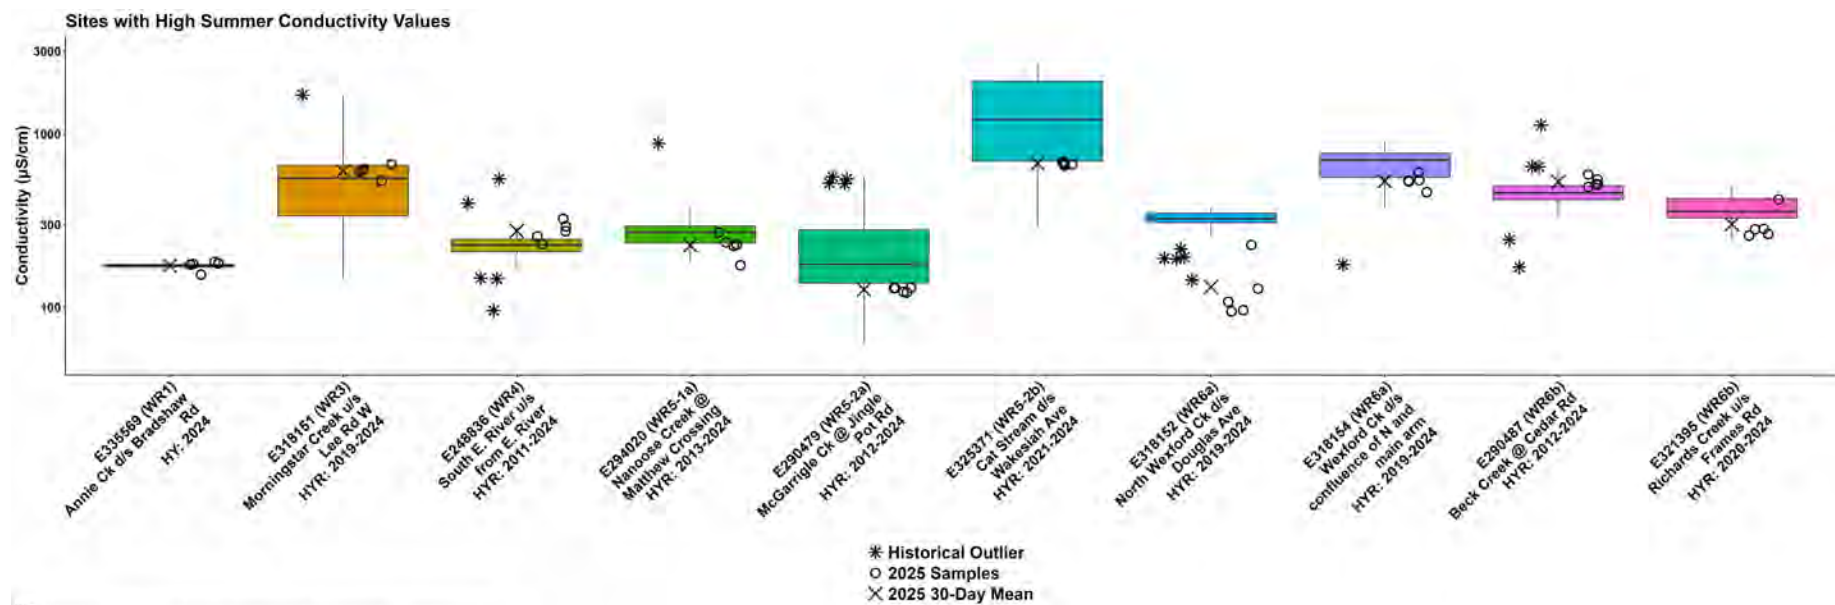 Sites with High Summer Conductivity Values
Conductivity (µS/cm)
3000
1000
300
100
E335569 (WR1)
Annie Ck d/s Bradshaw
Rd
HY: 2024
E318151 (WR3)
Morningstar Creek u/s
Lee Rd W
HYR: 2019-2024
E248836 (WR4)
South E. River u/s
from E. River
HYR: 2011-2024
E294020 (WR5-1a)
Nanoose Creek @
Matthew Crossing
HYR: 2013-2024
E290479 (WR5-2a)
McGarrigle Ck @ Jingle
Pot Rd
HYR: 2012-2024
E325371 (WR5-2b)
Cat Stream d/s
Wakesiah Ave
HYR: 2021-2024
E318152 (WR6a)
North Wexford Ck d/s
Douglas Ave
HYR: 2019-2024
E318154 (WR6a)
Wexford Ck d/s
confluence of N and
main arm
HYR: 2019-2024
E290487 (WR6b)
Beck Creek @ Cedar Rd
HYR: 2012-2024
E321395 (WR6b)
Richards Creek u/s
Frames Rd
HYR: 2020-2024
Historical Outlier
2025 Samples
2025 30-Day Mean